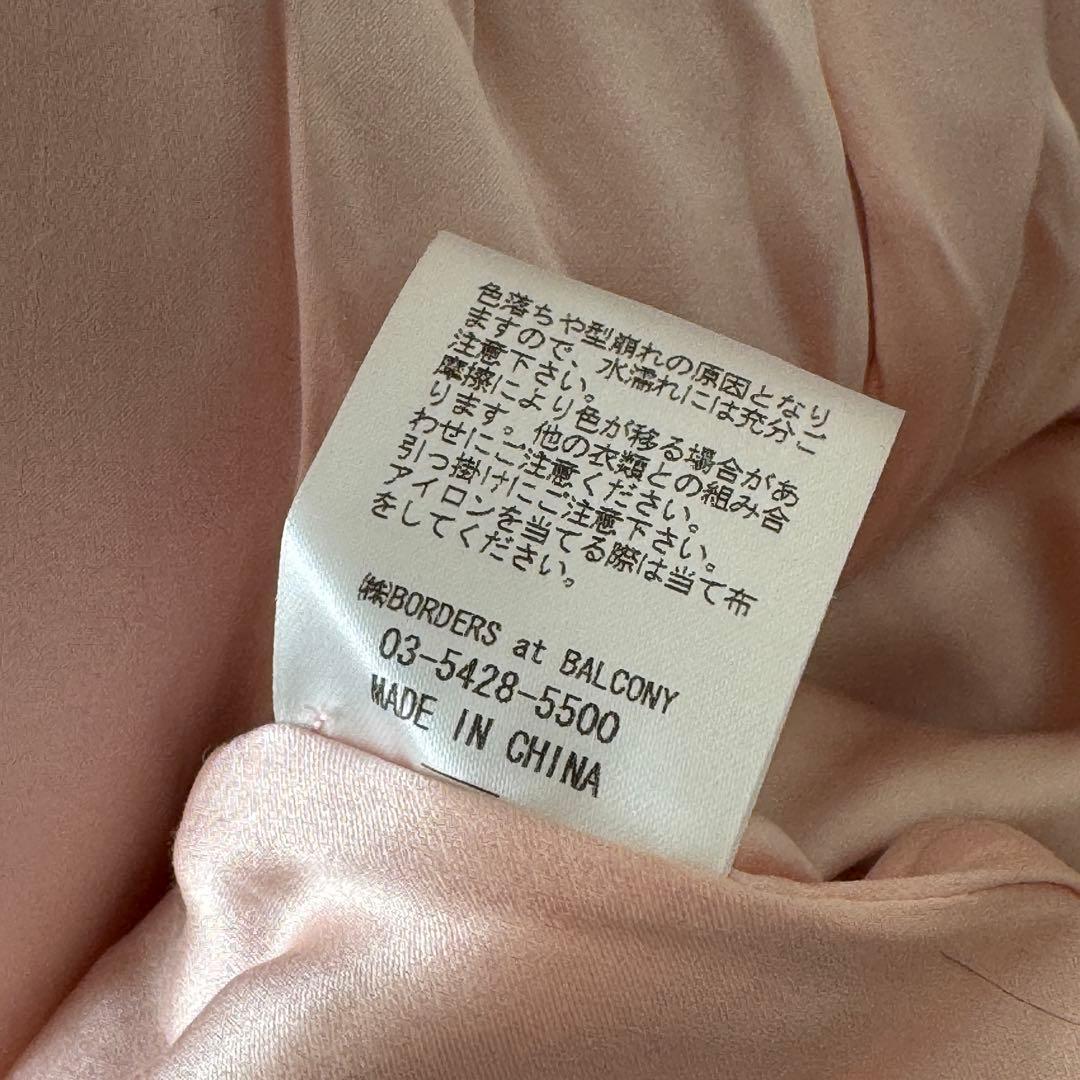 色落ちや型崩れの原因となり
ますので、水濡れには充分ご
注意下さい。
摩擦により色が移る場合があ
ります。他の衣類との組み合
わせにご注意ください。
引っ掛けにご注意下さい。
アイロンを当てる際は当て布
をしてください。
㈱BORDERS at BALCONY
03-5428-5500
MADE IN CHINA